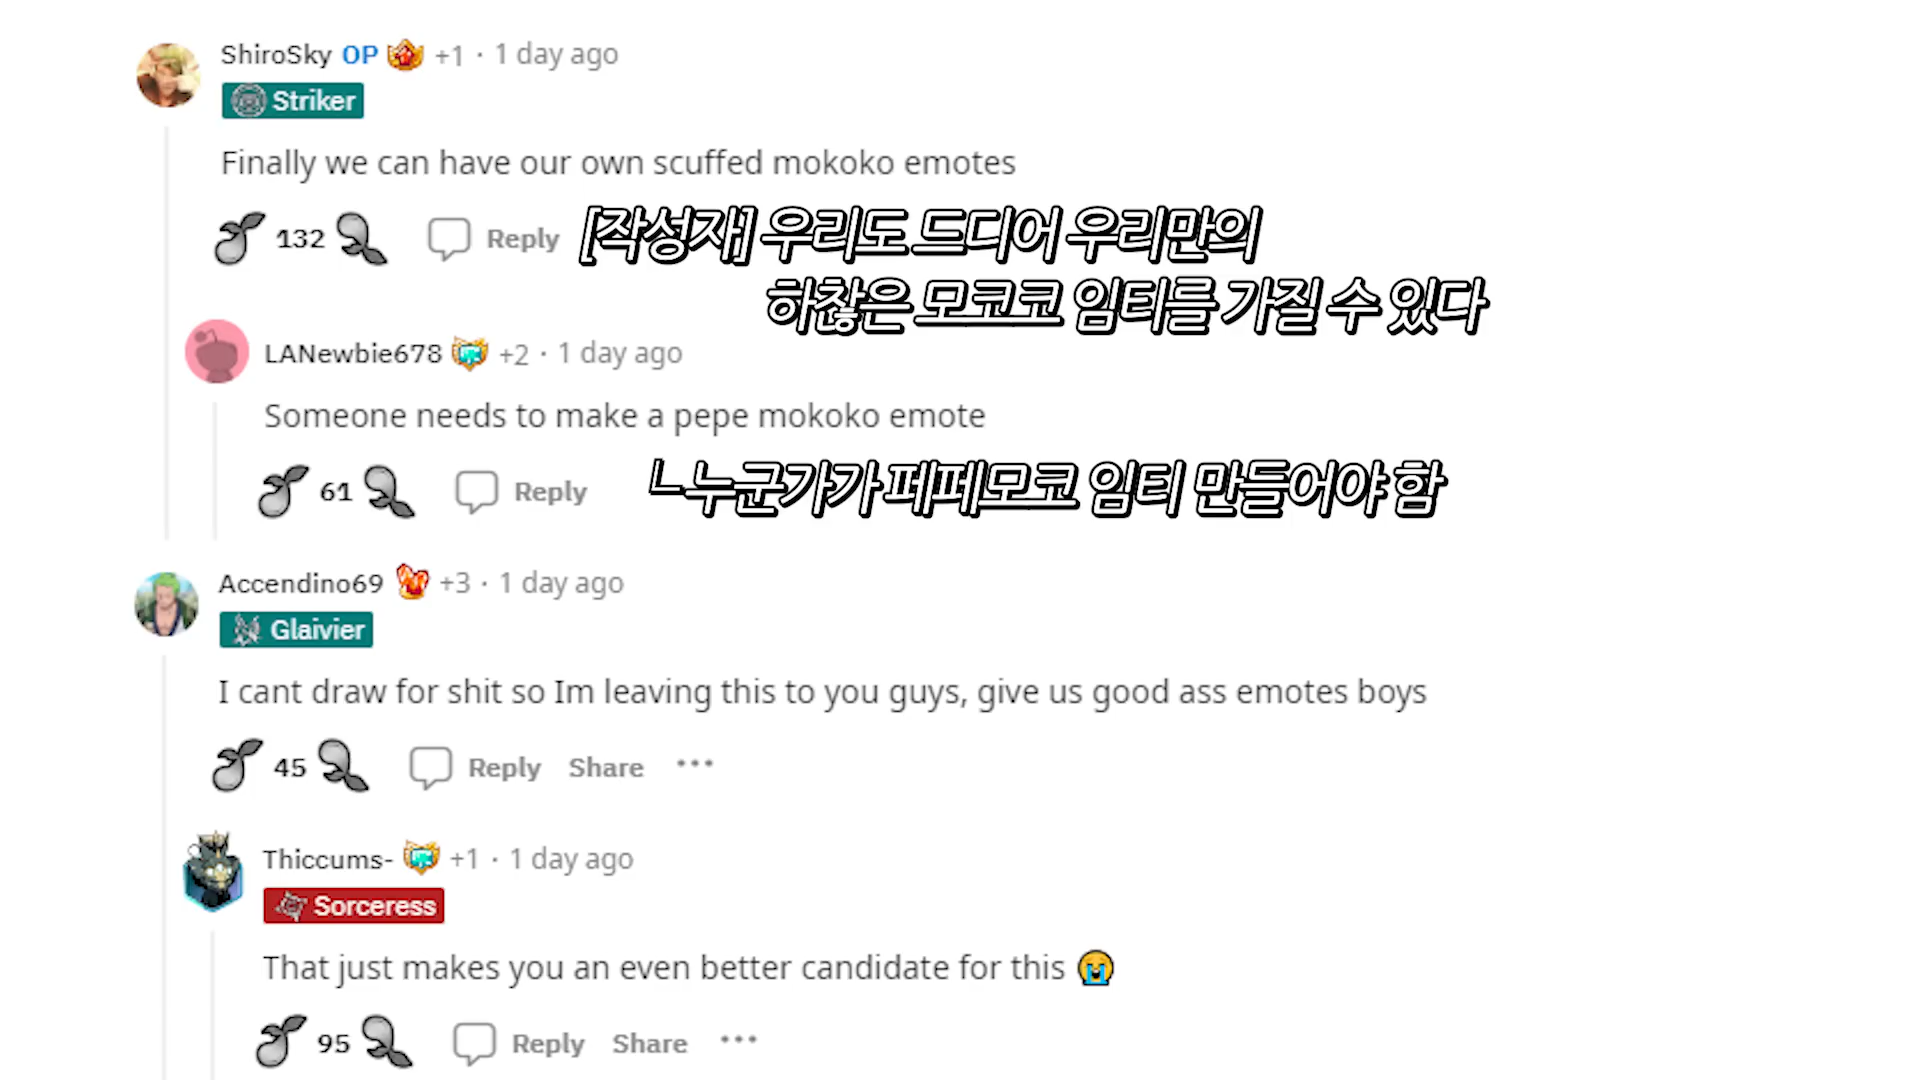 ShiroSky OP +1 · 1 day ago
Striker
Finally we can have our own scuffed mokoko emotes
132 Reply
[작성자] 우리도 드디어 우리만의
하찮은 모코코 임티를 가질 수 있다
LANewbie678 +2 · 1 day ago
Someone needs to make a pepe mokoko emote
61 Reply
ㄴ누군가가 페페모코 임티 만들어야 함
Accendino69 +3 · 1 day ago
Glaivier
I cant draw for shit so Im leaving this to you guys, give us good ass emotes boys
45 Reply Share ···
Thiccums- +1 · 1 day ago
Sorceress
That just makes you an even better candidate for this 😭
95 Reply Share ···